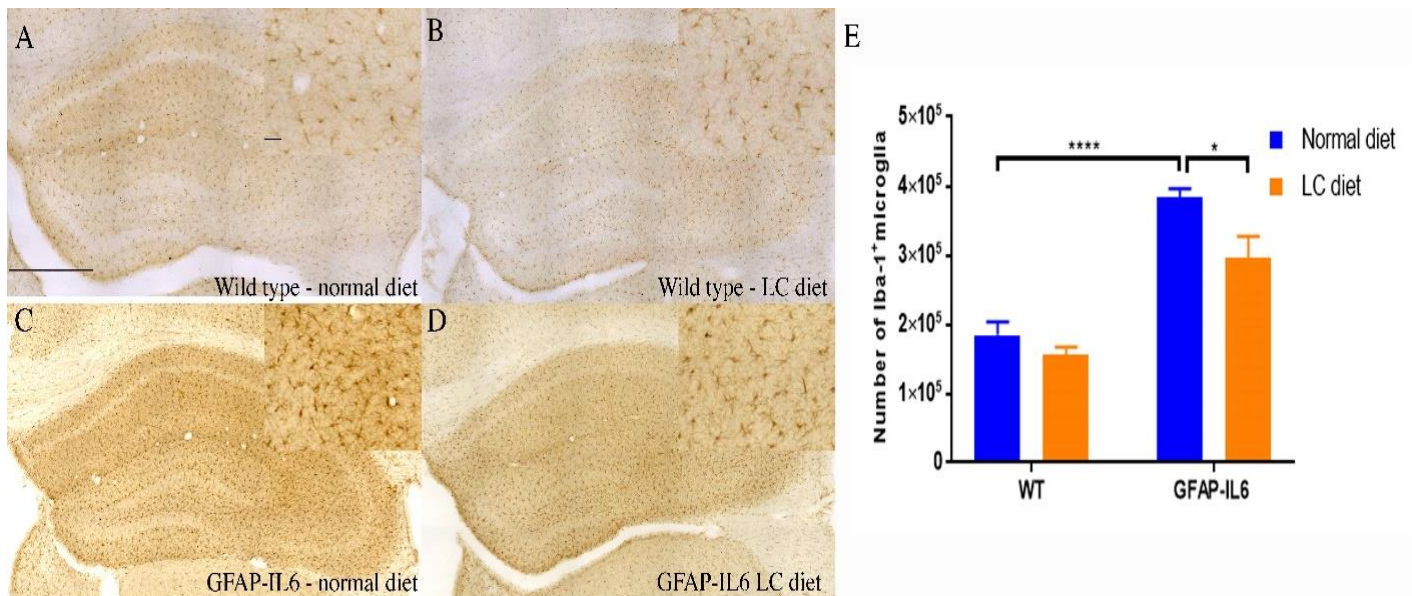 A
Wild type - normal diet
B
Wild type - LC diet
C
GFAP-IL6 - normal diet
D
GFAP-IL6 LC diet
E
Number of Iba-1⁺microglia
5×10⁵
4×10⁵
3×10⁵
2×10⁵
1×10⁵
0
****
*
Normal diet
LC diet
WT
GFAP-IL6